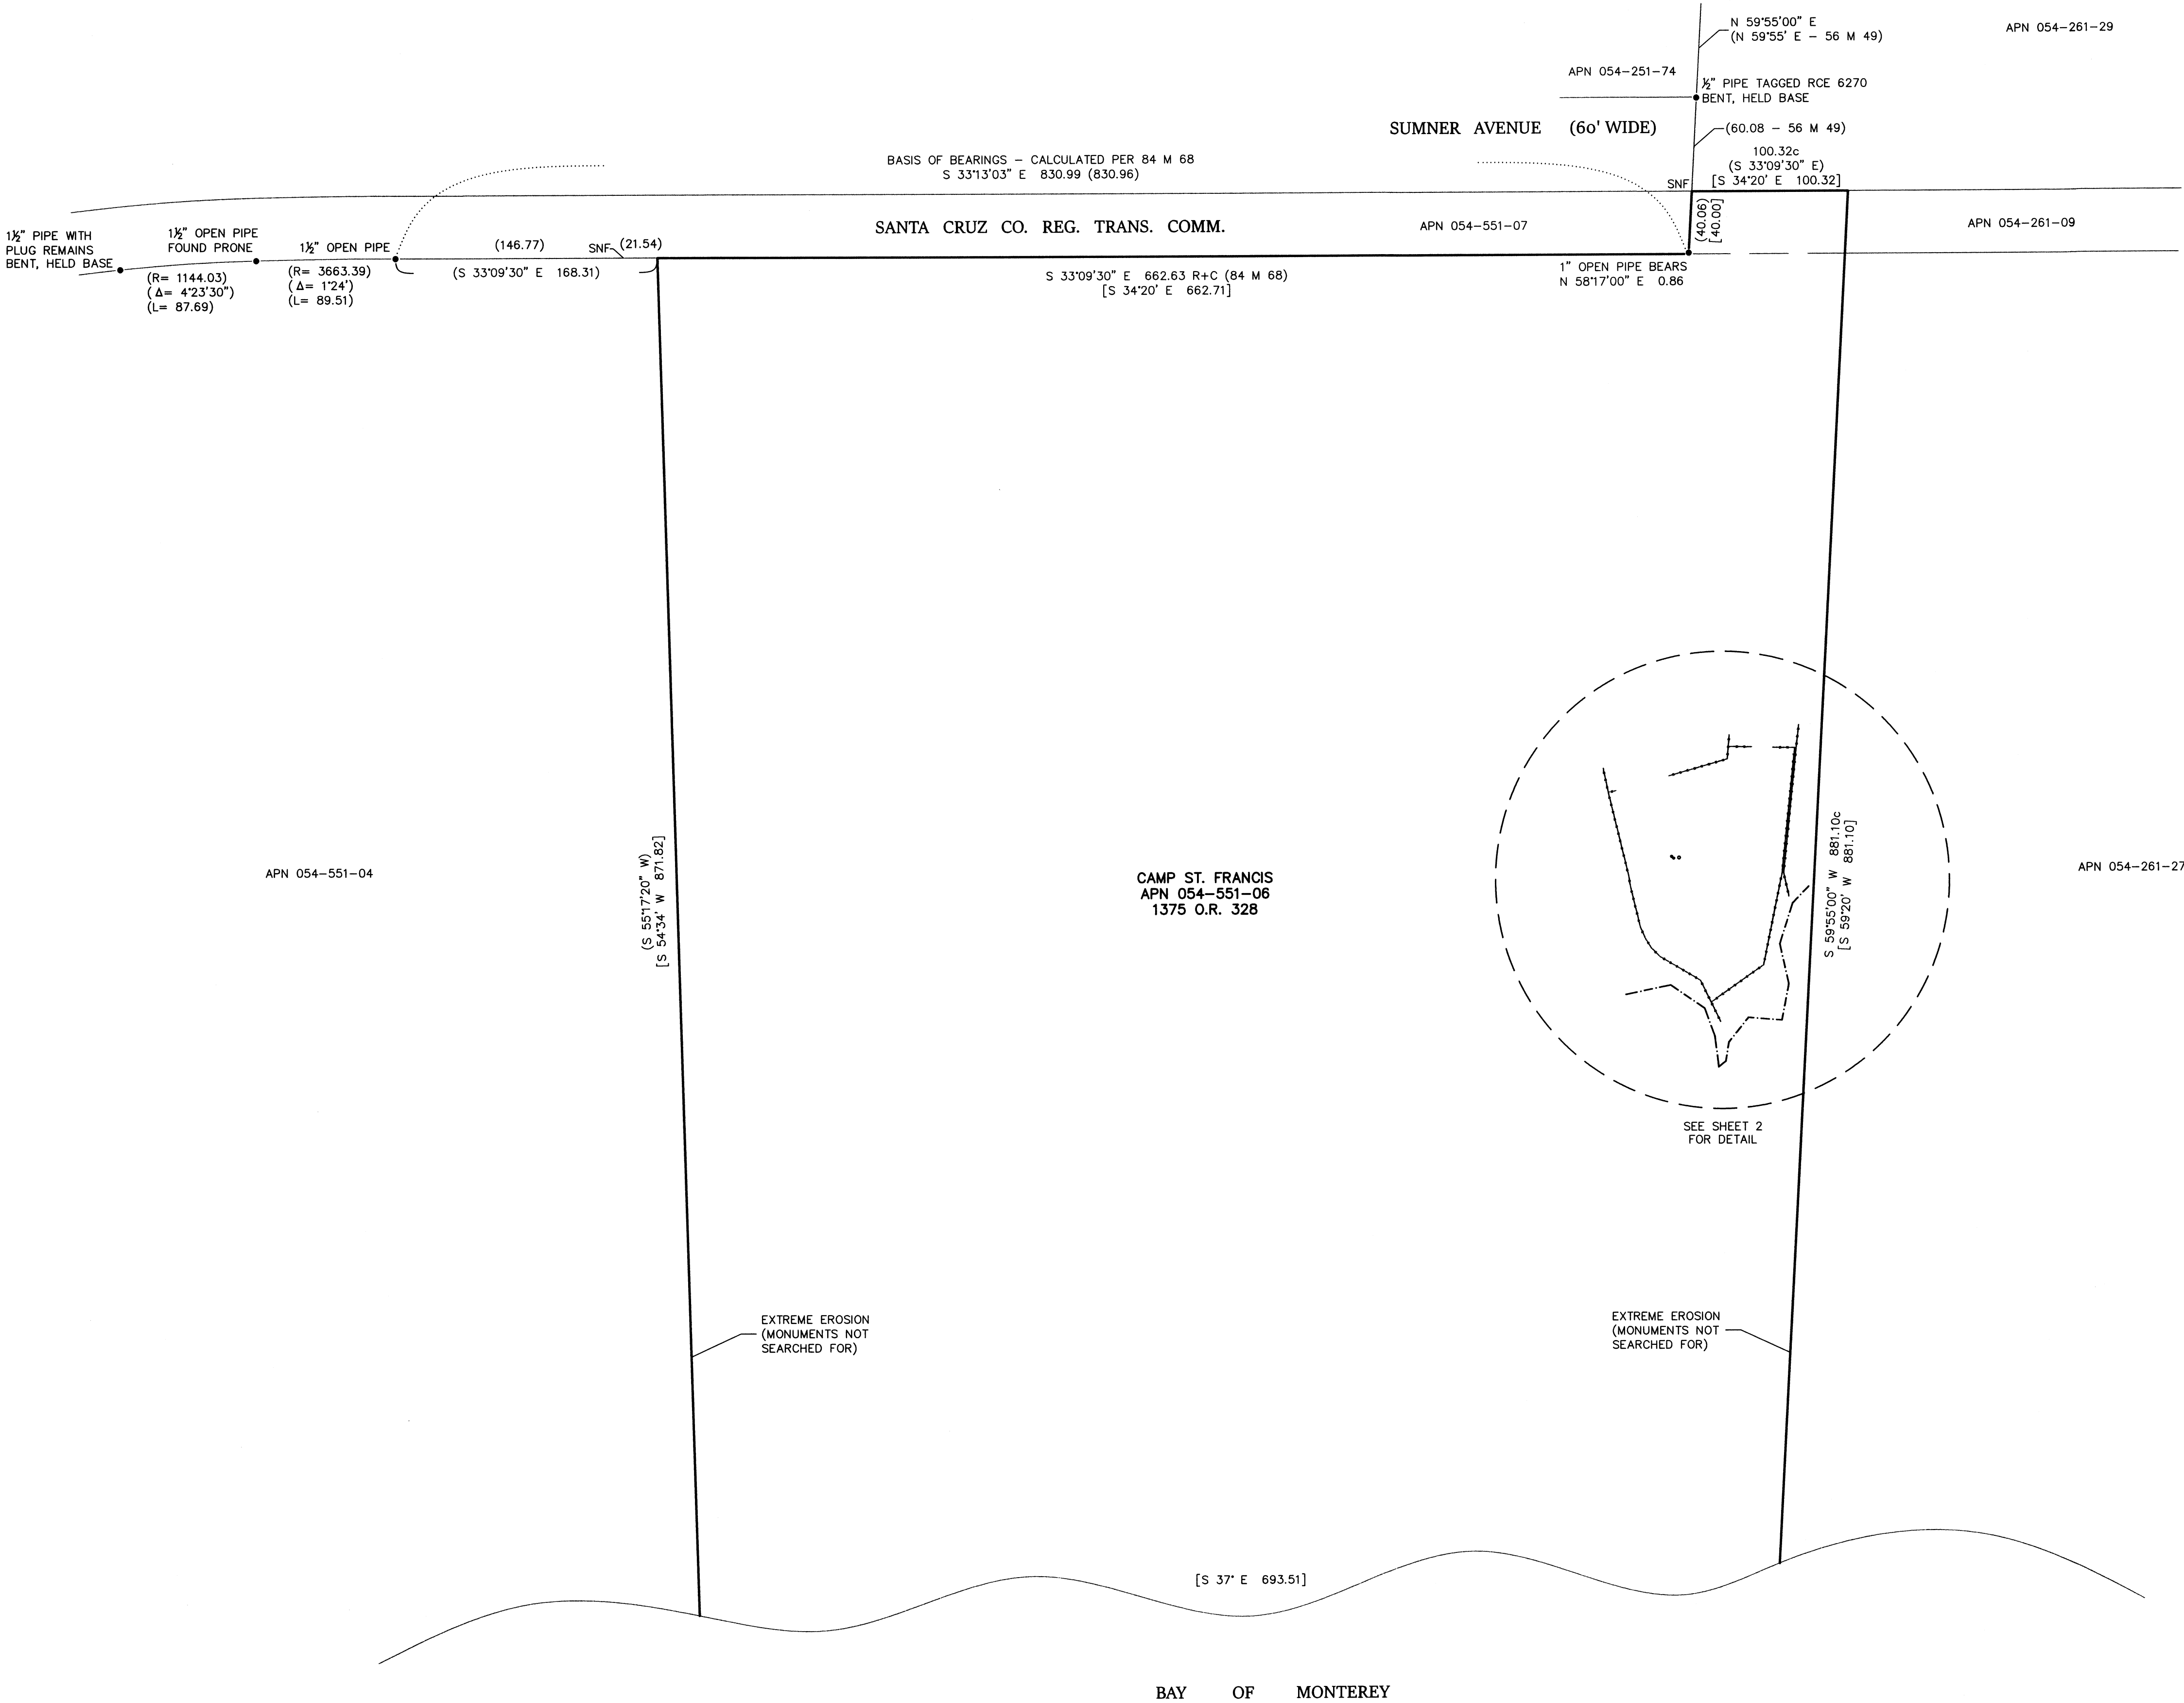 N 59°55'00" E
(N 59°55' E - 56 M 49)
APN 054-261-29
APN 054-251-74
½" PIPE TAGGED RCE 6270
BENT, HELD BASE
SUMNER AVENUE (60' WIDE)
(60.08 - 56 M 49)
100.32c
(S 33°09'30" E)
[S 34°20' E 100.32]
BASIS OF BEARINGS - CALCULATED PER 84 M 68
S 33°13'03" E 830.99 (830.96)
SNF
(40.06)
[40.00]
SANTA CRUZ CO. REG. TRANS. COMM.
APN 054-551-07
APN 054-261-09
1½" PIPE WITH
PLUG REMAINS
BENT, HELD BASE
1½" OPEN PIPE
FOUND PRONE
1½" OPEN PIPE
(146.77)
SNF
(21.54)
(R= 1144.03)
(Δ= 4°23'30")
(L= 87.69)
(R= 3663.39)
(Δ= 1°24')
(L= 89.51)
(S 33°09'30" E 168.31)
S 33°09'30" E 662.63 R+C (84 M 68)
[S 34°20' E 662.71]
1" OPEN PIPE BEARS
N 58°17'00" E 0.86
(S 55°17'20" W)
[S 54°34' W 871.82]
APN 054-551-04
CAMP ST. FRANCIS
APN 054-551-06
1375 O.R. 328
S 59°55'00" W 881.10c
[S 59°20' W 881.10]
APN 054-261-27
SEE SHEET 2
FOR DETAIL
EXTREME EROSION
(MONUMENTS NOT
SEARCHED FOR)
EXTREME EROSION
(MONUMENTS NOT
SEARCHED FOR)
[S 37° E 693.51]
BAY OF MONTEREY